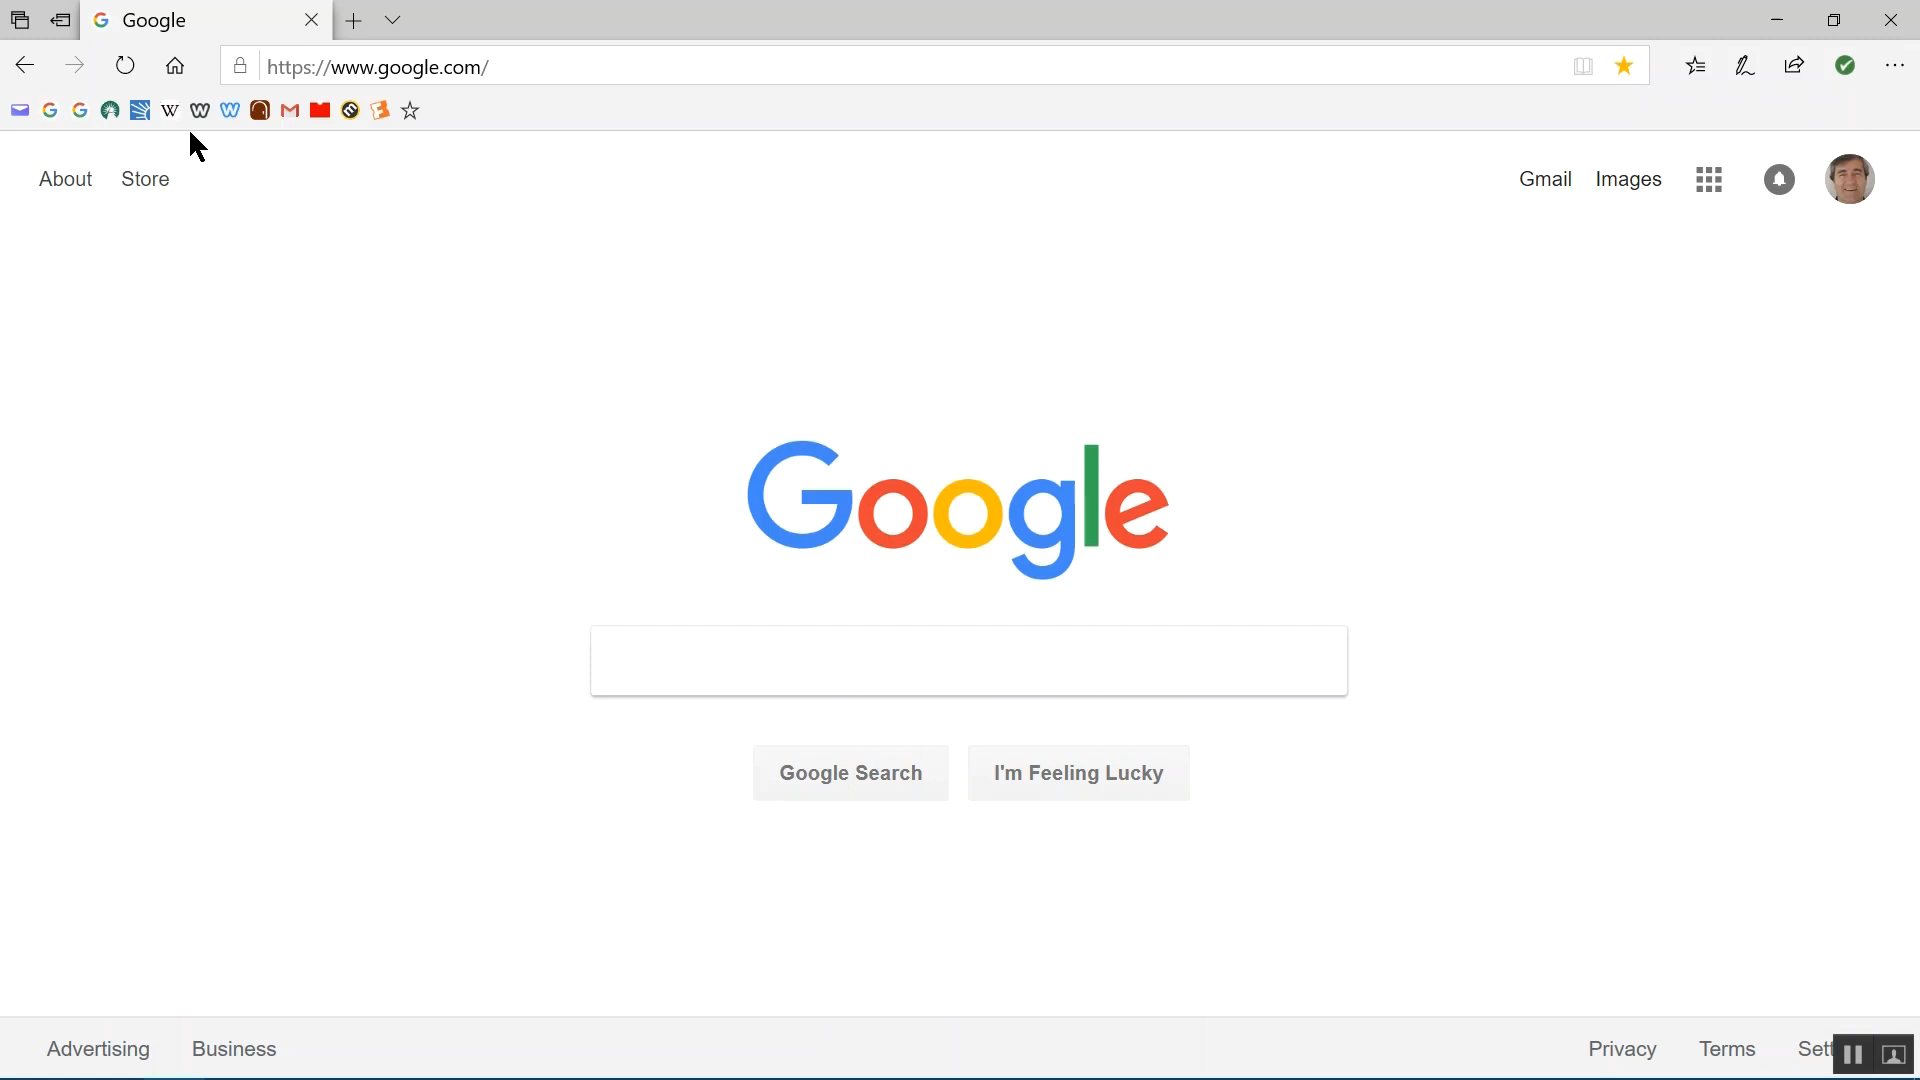 Google
https://www.google.com/
W
About Store
Gmail Images
Google
Google Search I'm Feeling Lucky
Advertising Business
Privacy Terms Sett